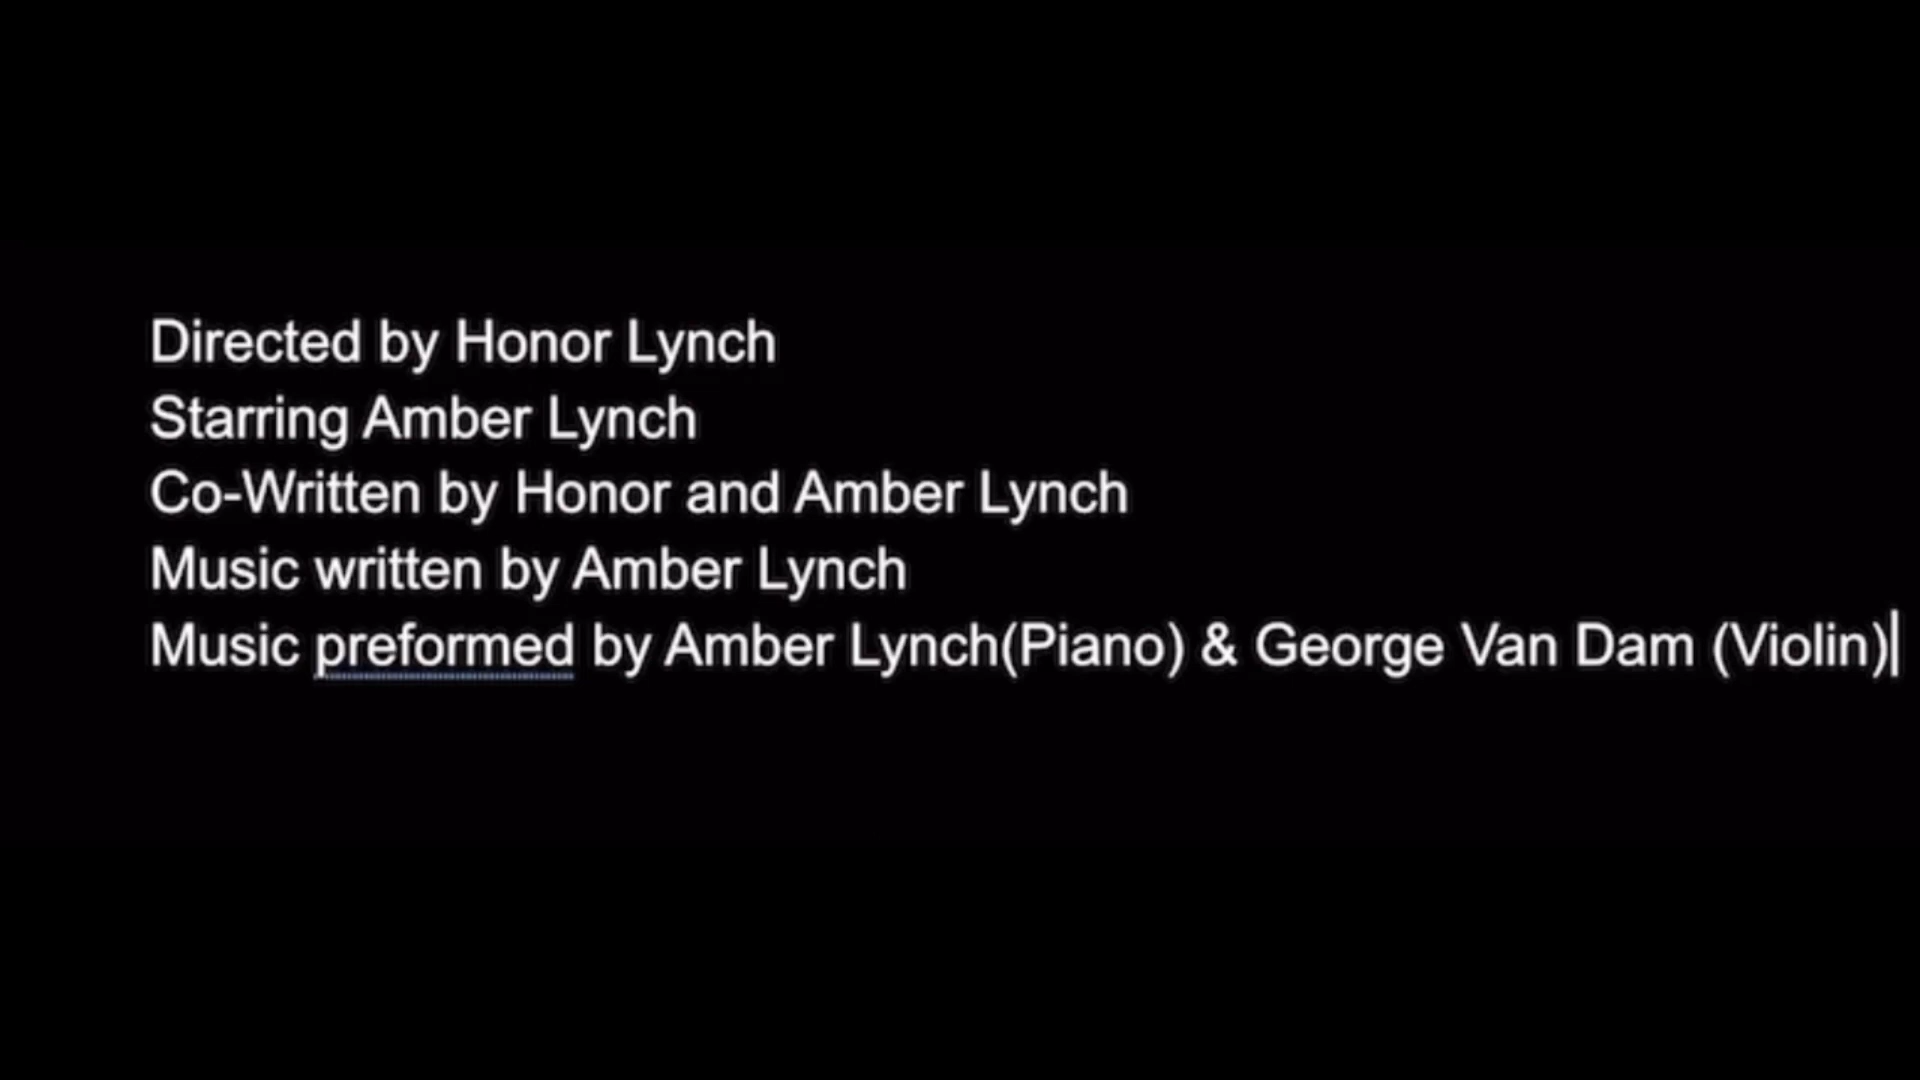 Directed by Honor Lynch
Starring Amber Lynch
Co-Written by Honor and Amber Lynch
Music written by Amber Lynch
Music preformed by Amber Lynch(Piano) & George Van Dam (Violin)